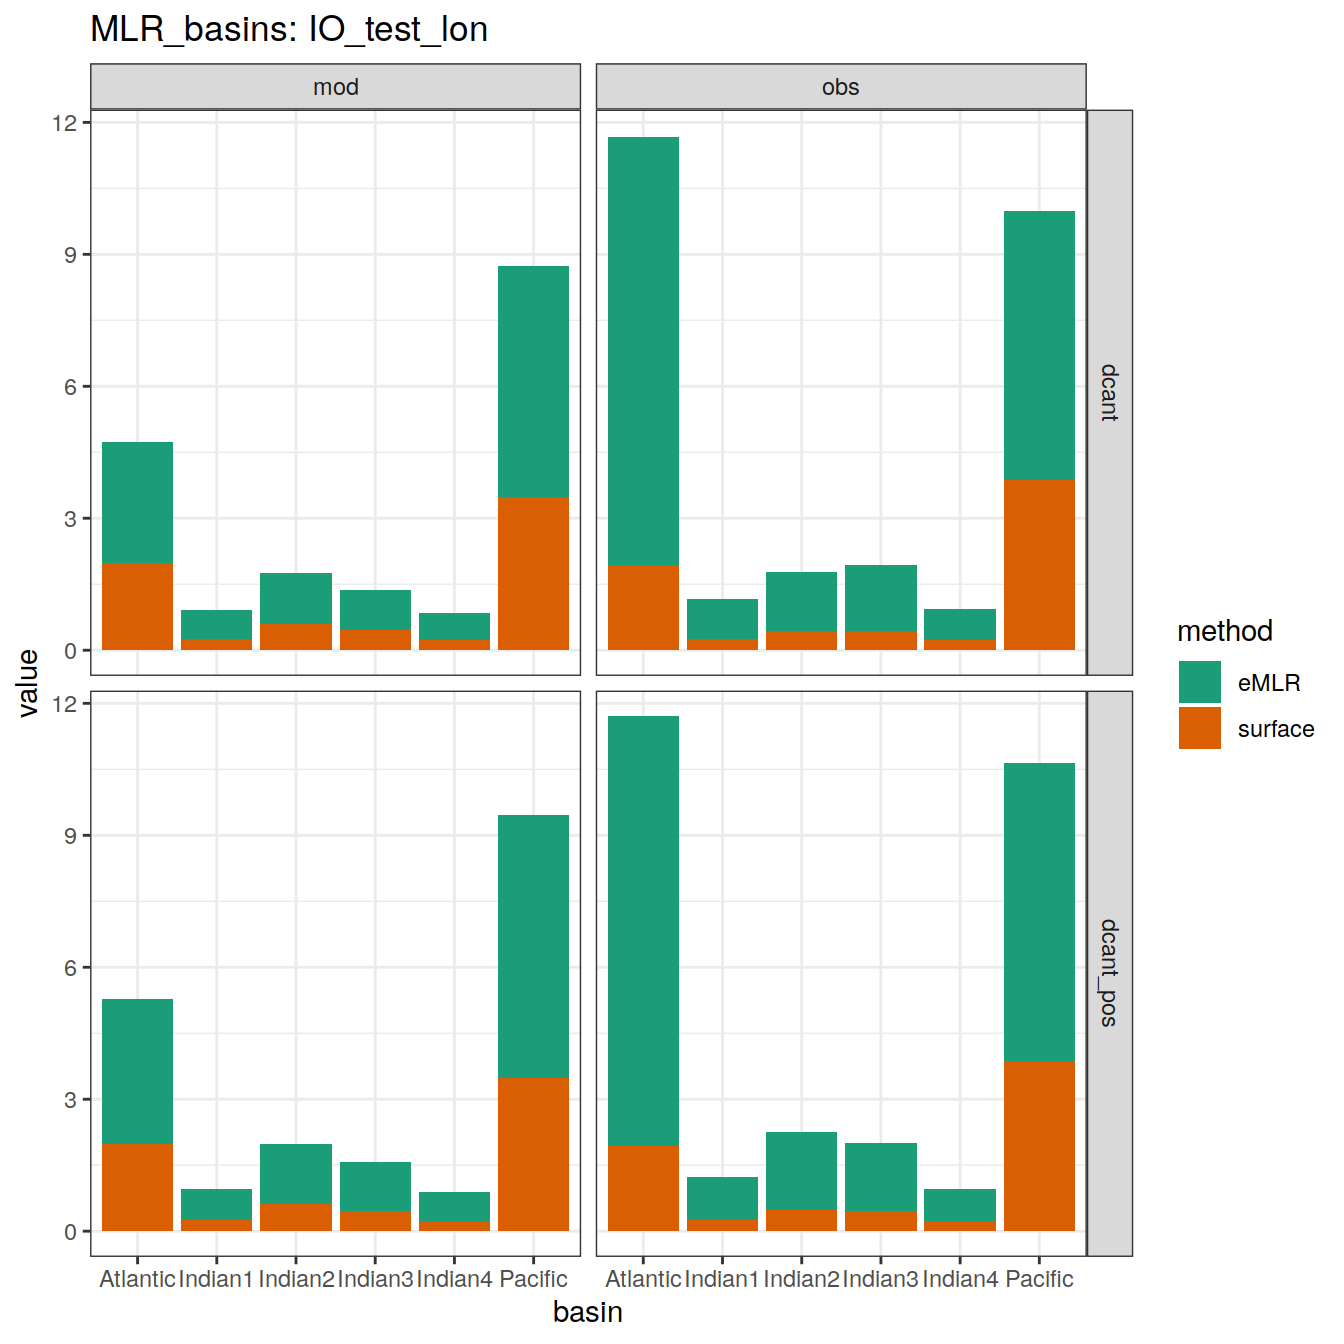 MLR_basins: IO_test_lon
mod
obs
12
9
6
3
0
dcant
12
9
6
3
0
dcant_pos
value
Atlantic Indian1 Indian2 Indian3 Indian4 Pacific
Atlantic Indian1 Indian2 Indian3 Indian4 Pacific
basin
method
eMLR
surface